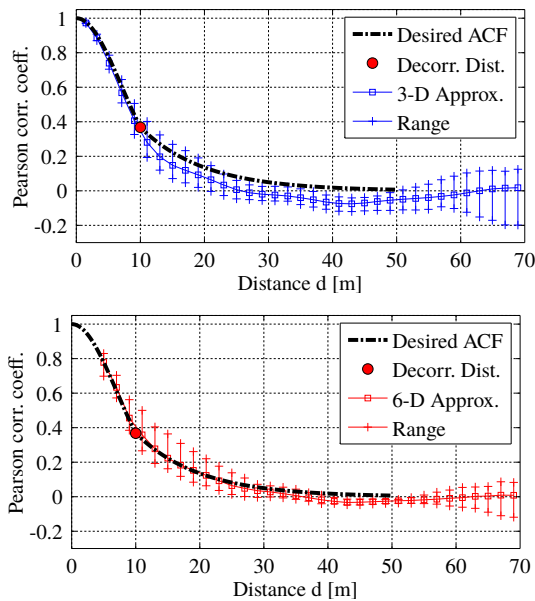 Pearson corr. coeff.
1
0.8
0.6
0.4
0.2
0
-0.2
Desired ACF
Decorr. Dist.
3-D Approx.
Range
0 10 20 30 40 50 60 70
Distance d [m]
Pearson corr. coeff.
1
0.8
0.6
0.4
0.2
0
-0.2
Desired ACF
Decorr. Dist.
6-D Approx.
Range
0 10 20 30 40 50 60 70
Distance d [m]